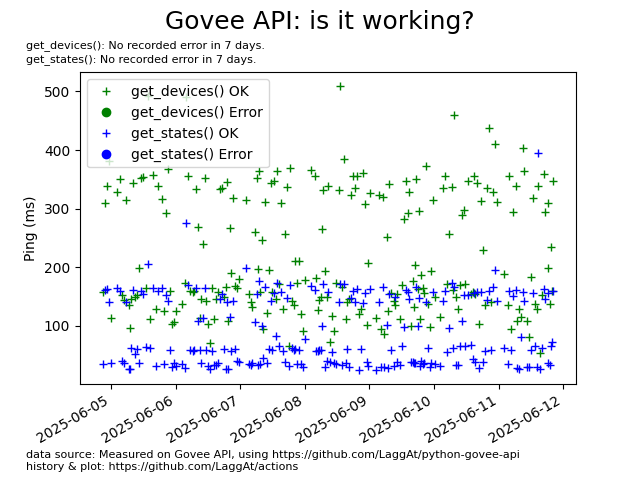 Govee API: is it working?
get_devices(): No recorded error in 7 days.
get_states(): No recorded error in 7 days.
get_devices() OK
get_devices() Error
get_states() OK
get_states() Error
Ping (ms)
500
400
300
200
100
2025-06-05
2025-06-06
2025-06-07
2025-06-08
2025-06-09
2025-06-10
2025-06-11
2025-06-12
data source: Measured on Govee API, using https://github.com/LaggAt/python-govee-api
history & plot: https://github.com/LaggAt/actions